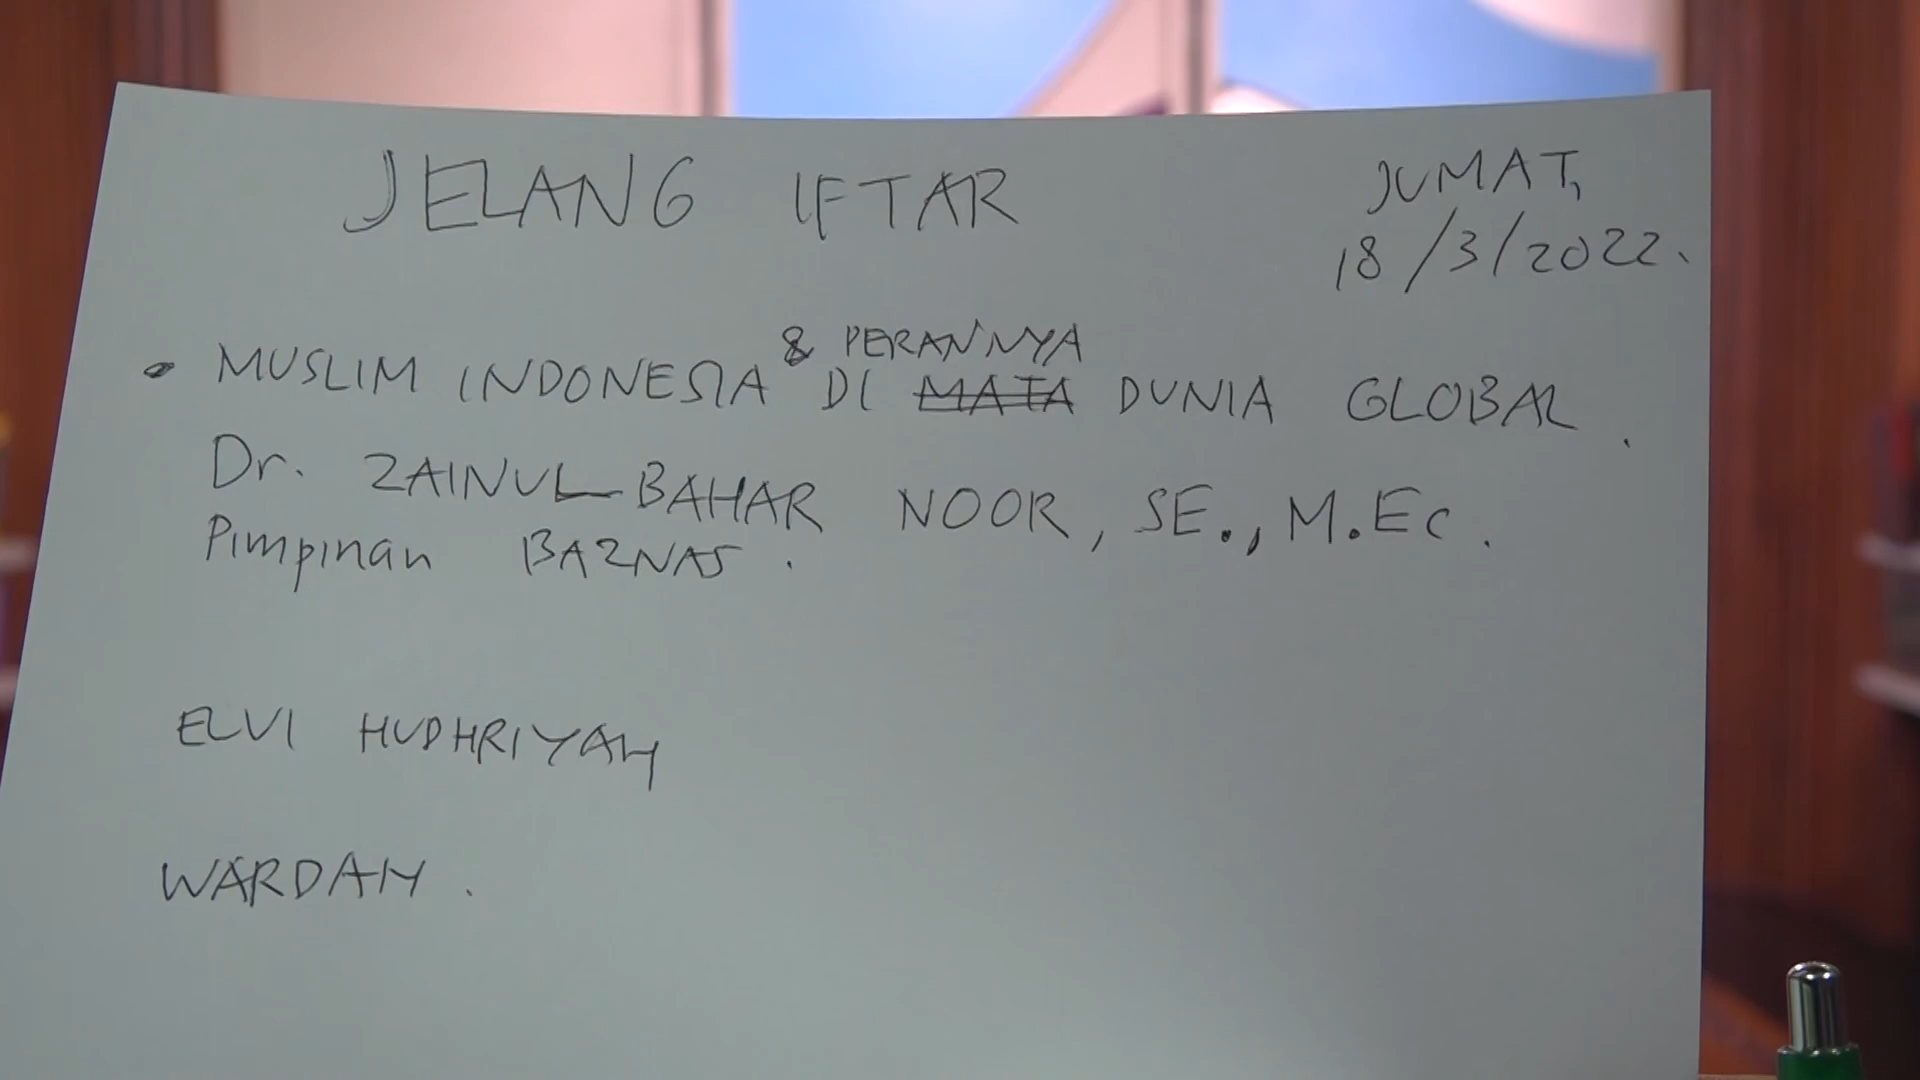 JELANG IFTAR
JUMAT,
18/3/2022.
& PERANNYA
• MUSLIM INDONESIA DI MATA DUNIA GLOBAL.
Dr. ZAINUL BAHAR NOOR, SE., M.Ec.
Pimpinan BAZNAS.
ELVI HUDHRIYAH
WARDAH.